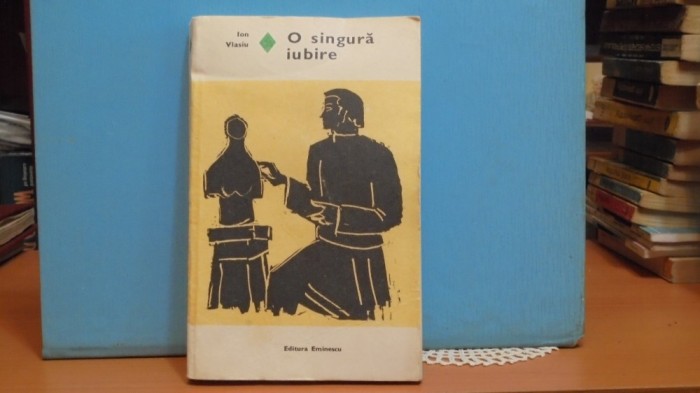 Ion
Vlasiu
O singură
iubire
Editura Eminescu